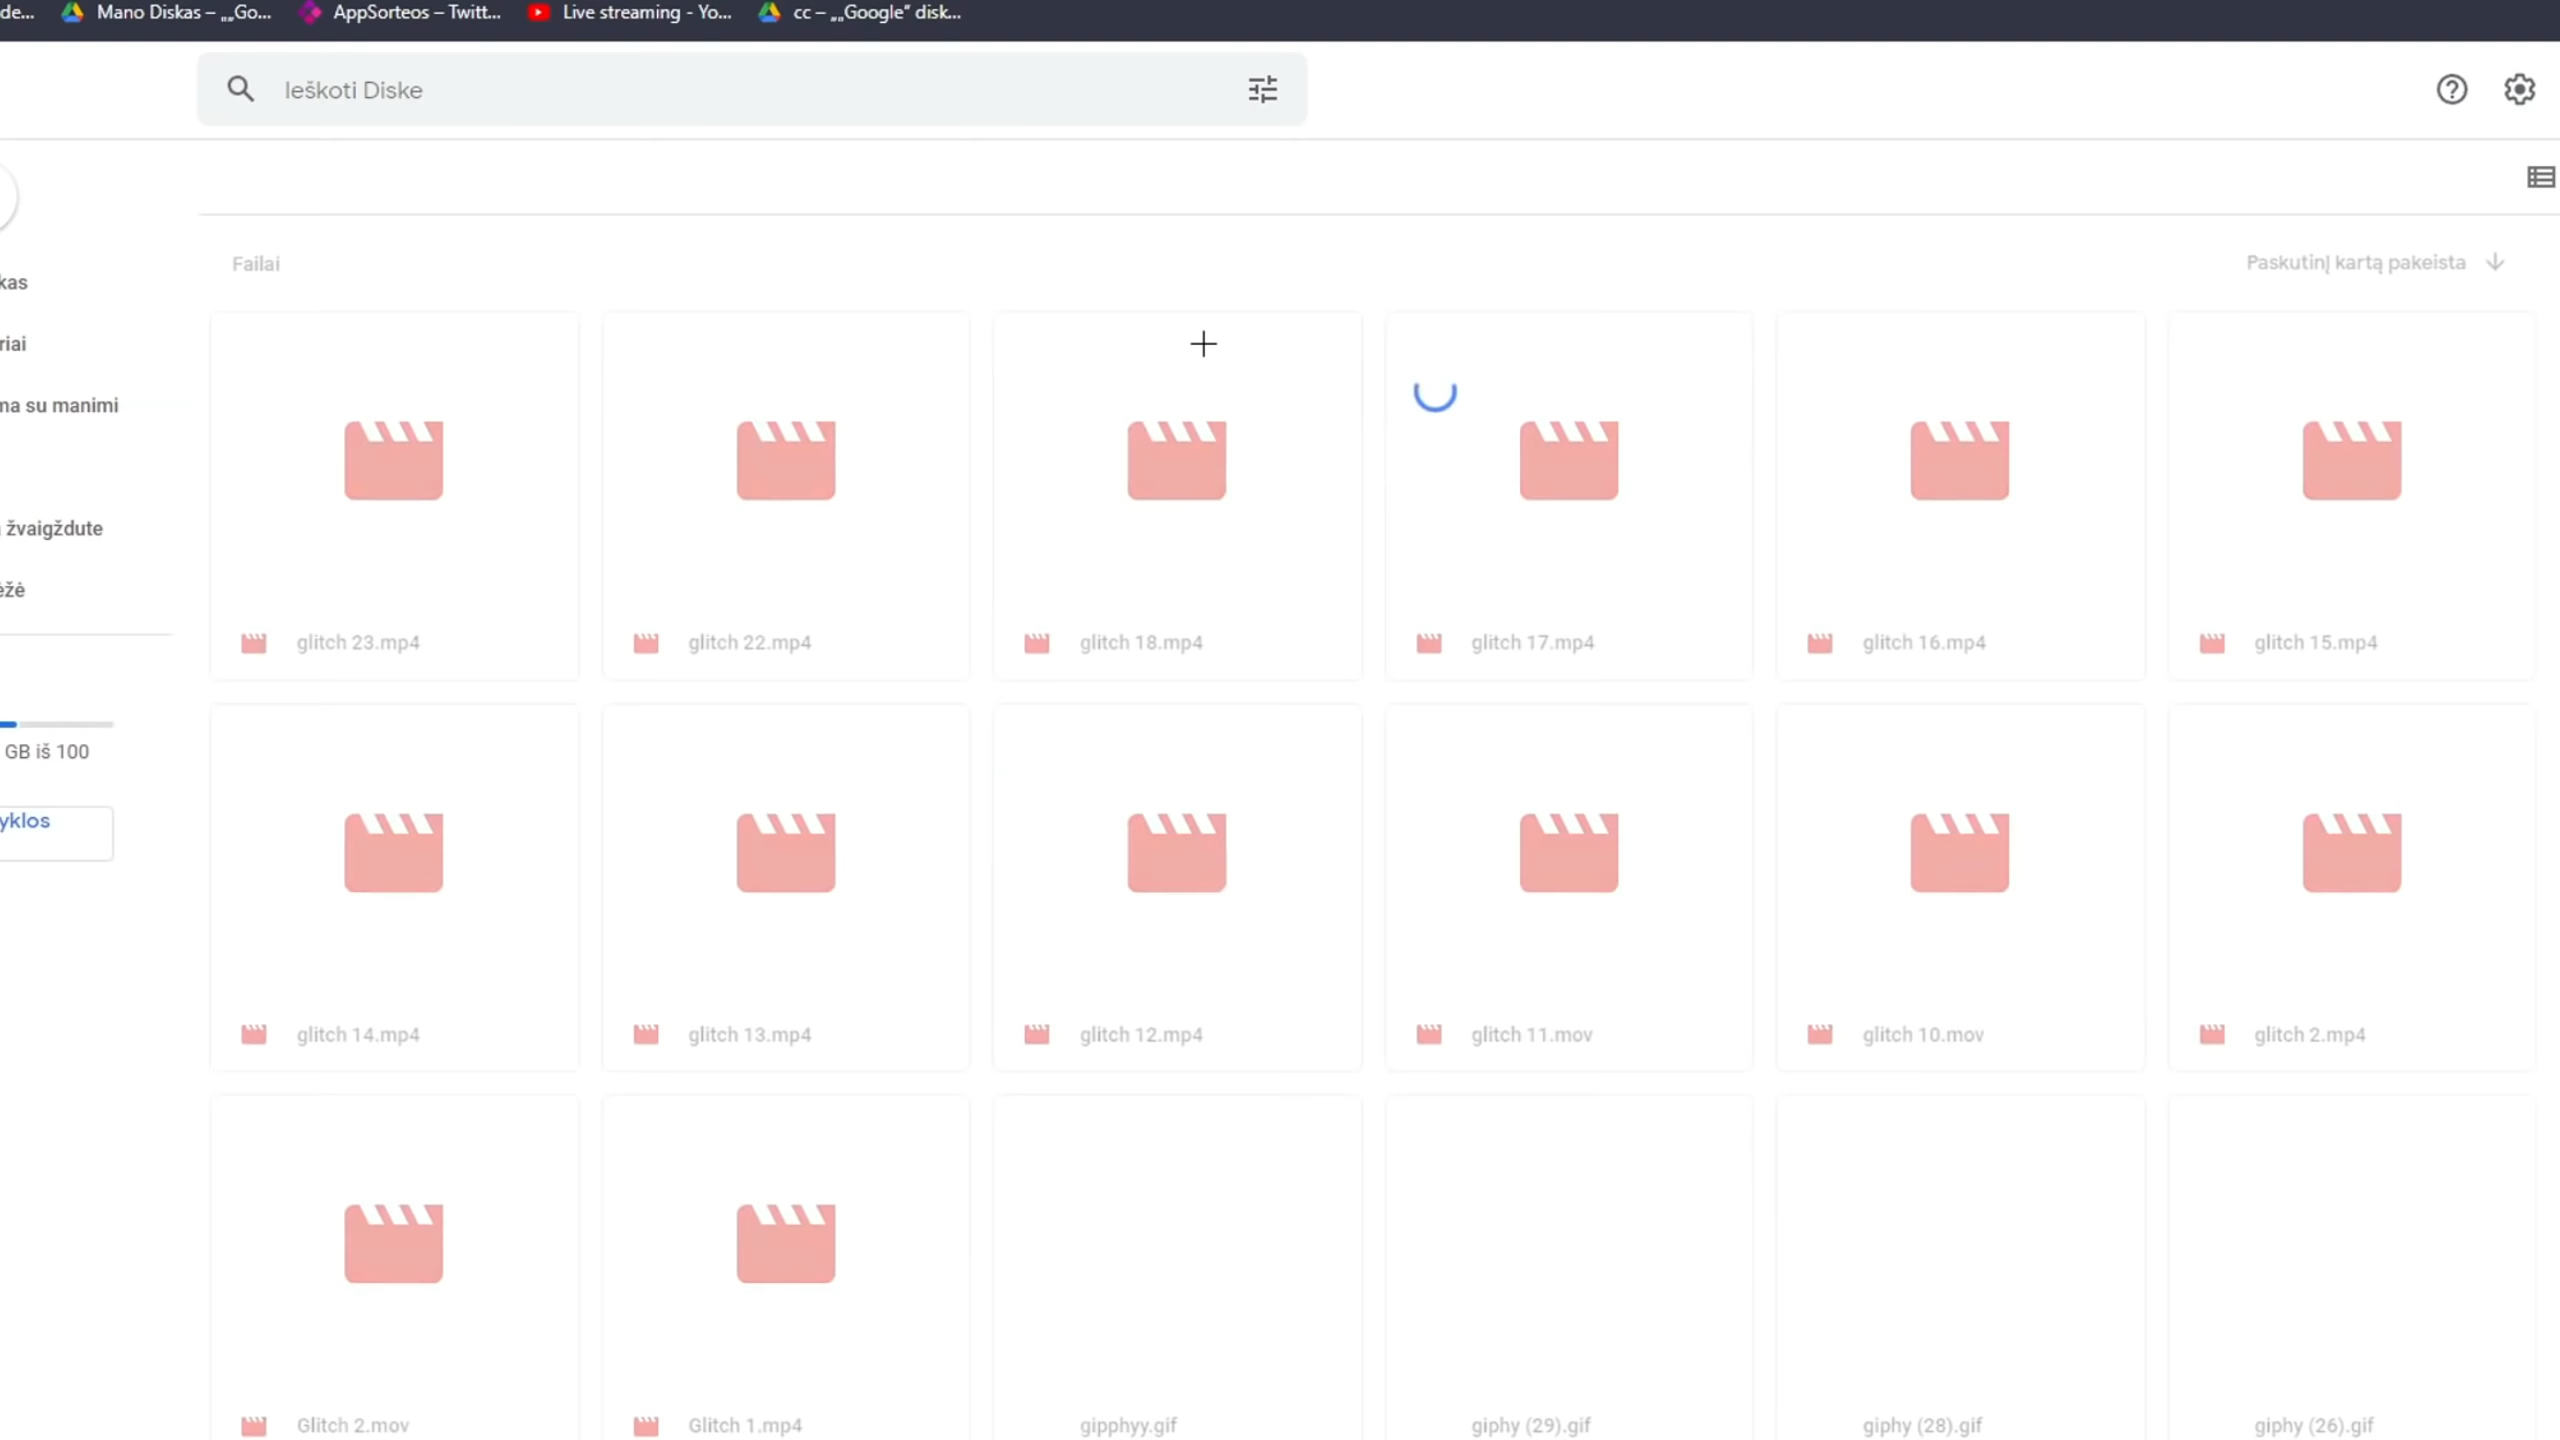 de... Mano Diskas – „„Go... AppSorteos – Twitt... Live streaming - Yo... cc – „„Google“ disk...
Ieškoti Diske
Failai
Paskutinį kartą pakeista
kas
riai
ma su manimi
žvaigždute
ėžė
GB iš 100
yklos
glitch 23.mp4
glitch 22.mp4
glitch 18.mp4
glitch 17.mp4
glitch 16.mp4
glitch 15.mp4
glitch 14.mp4
glitch 13.mp4
glitch 12.mp4
glitch 11.mov
glitch 10.mov
glitch 2.mp4
Glitch 2.mov
Glitch 1.mp4
gipphyy.gif
giphy (29).gif
giphy (28).gif
giphy (26).gif